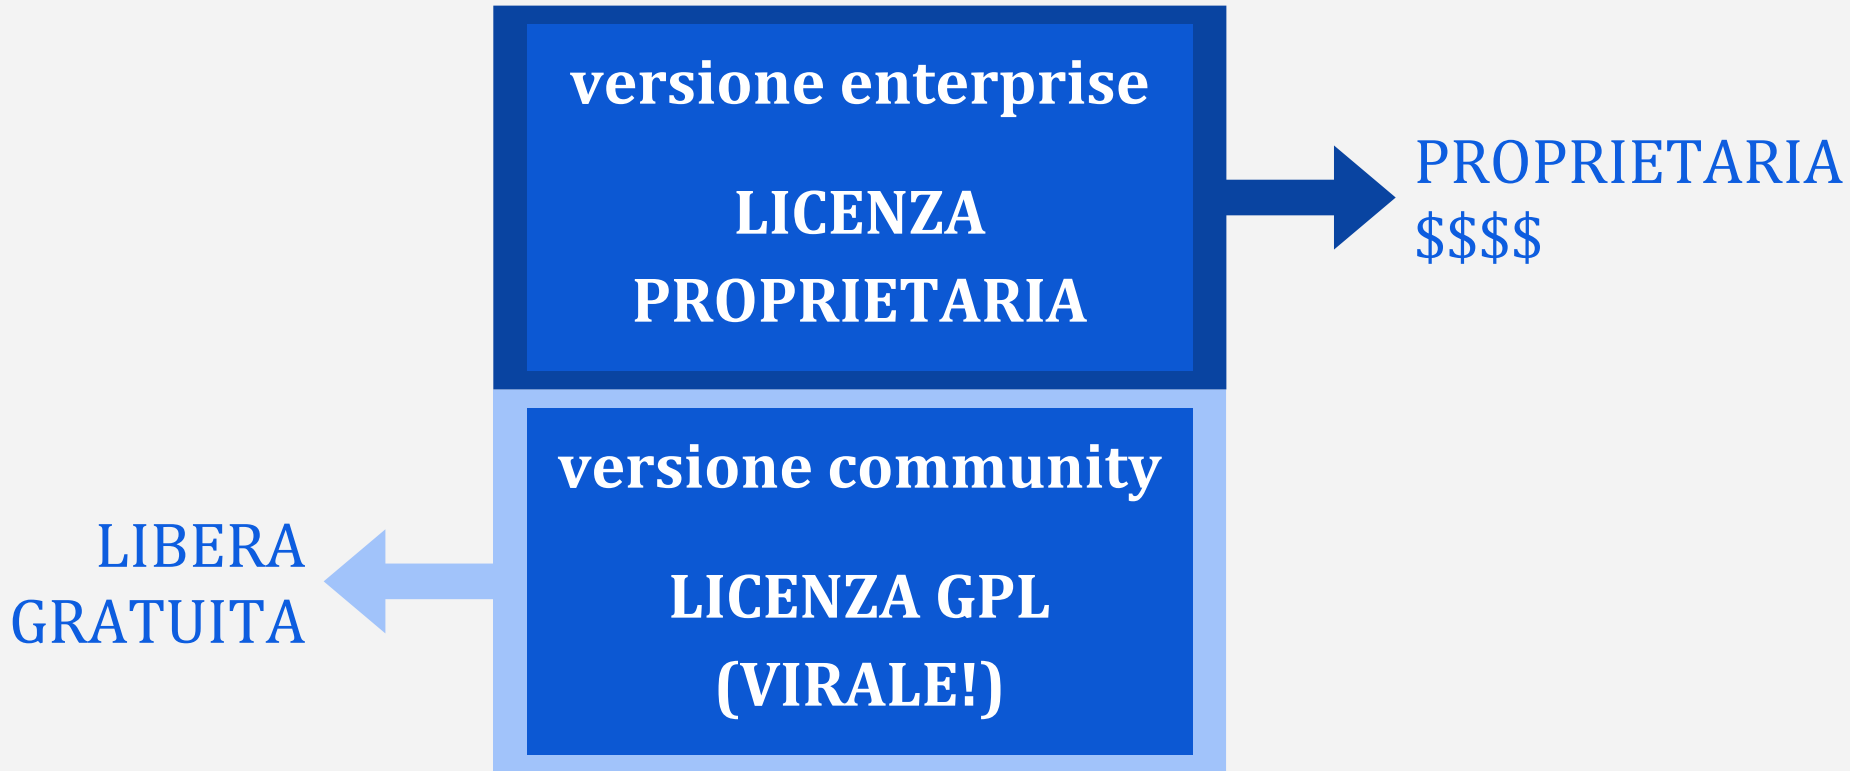 versione enterprise
LICENZA
PROPRIETARIA
PROPRIETARIA
$$$$
versione community
LICENZA GPL
(VIRALE!)
LIBERA
GRATUITA